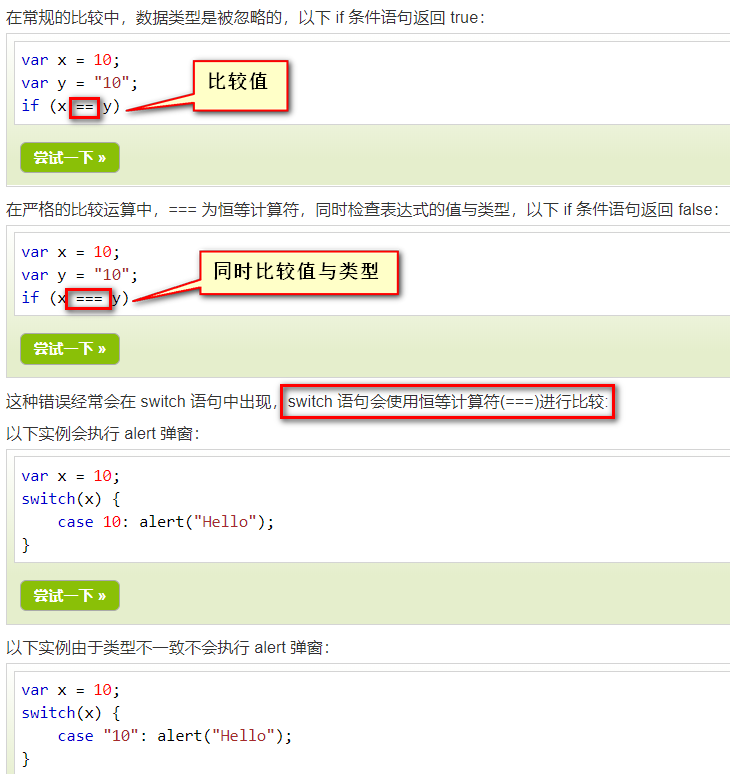 在常规的比较中，数据类型是被忽略的，以下 if 条件语句返回 true：
var x = 10;
var y = "10";
if (x == y)
比较值
尝试一下 »
在严格的比较运算中，=== 为恒等计算符，同时检查表达式的值与类型，以下 if 条件语句返回 false：
var x = 10;
var y = "10";
if (x === y)
同时比较值与类型
尝试一下 »
这种错误经常会在 switch 语句中出现，switch 语句会使用恒等计算符(===)进行比较:
以下实例会执行 alert 弹窗：
var x = 10;
switch(x) {
    case 10: alert("Hello");
}
尝试一下 »
以下实例由于类型不一致不会执行 alert 弹窗：
var x = 10;
switch(x) {
    case "10": alert("Hello");
}